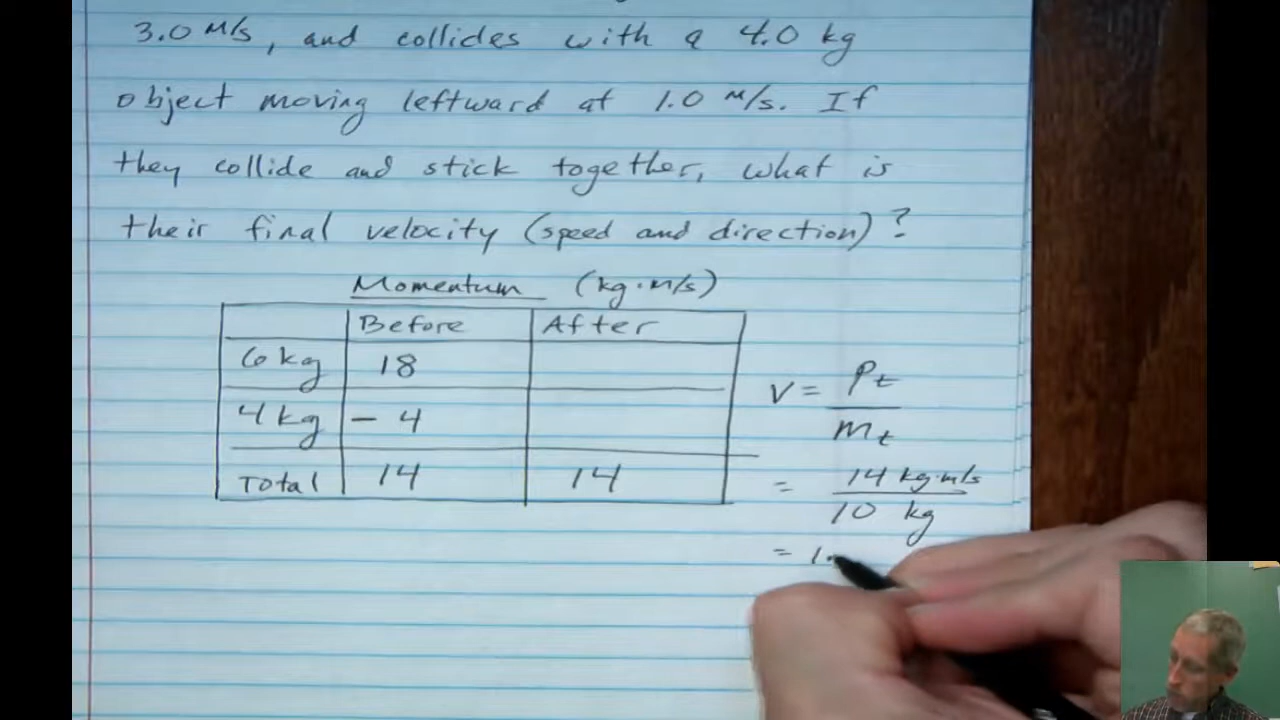 3.0 m/s, and collides with a 4.0 kg
object moving leftward at 1.0 m/s. If
they collide and stick together, what is
their final velocity (speed and direction)?
Momentum (kg·m/s)
Before After
6 kg 18
4 kg - 4
Total 14 14
v = Pt / mt
= 14 kg·m/s / 10 kg
= 1.